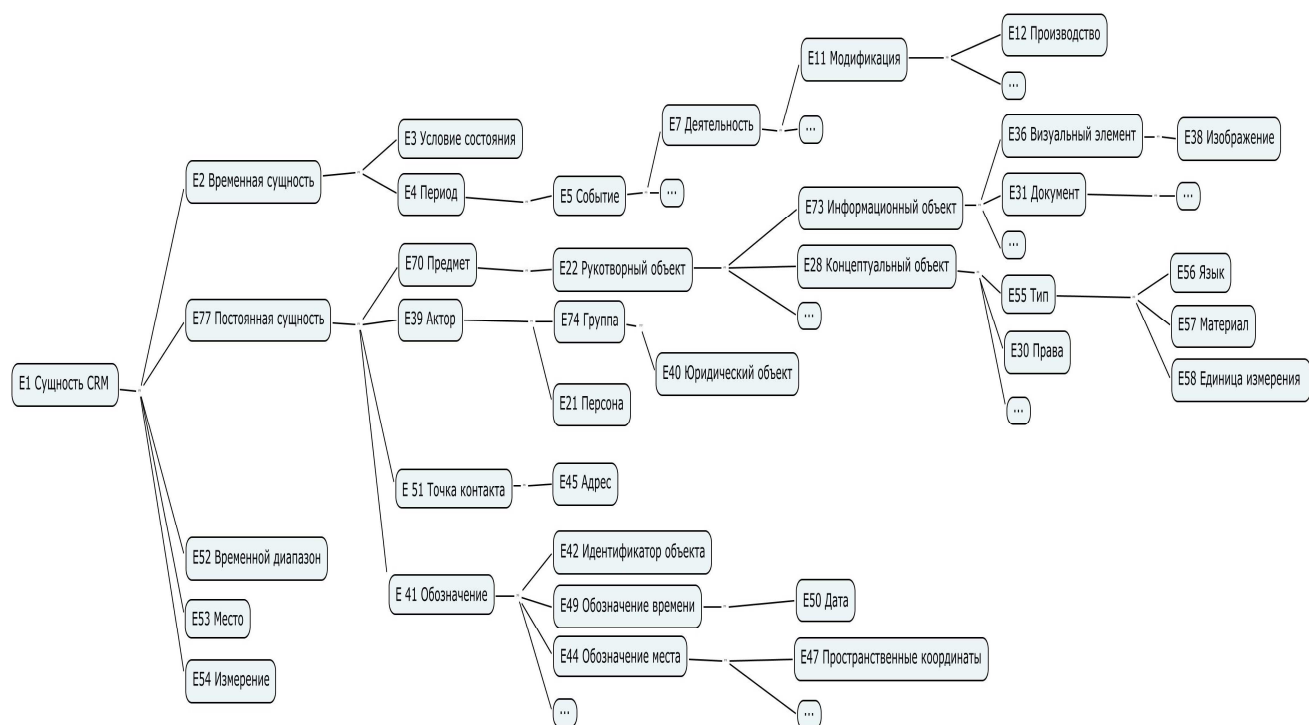 E12 Производство
E11 Модификация
...
E7 Деятельность
...
E36 Визуальный элемент
E38 Изображение
E3 Условие состояния
E2 Временная сущность
E4 Период
E5 Событие
...
E31 Документ
...
E73 Информационный объект
...
E70 Предмет
E22 Рукотворный объект
E28 Концептуальный объект
E56 Язык
E55 Тип
E77 Постоянная сущность
E39 Актор
E74 Группа
...
E57 Материал
E30 Права
E40 Юридический объект
E58 Единица измерения
E1 Сущность CRM
E21 Персона
...
E 51 Точка контакта
E45 Адрес
E52 Временной диапазон
E42 Идентификатор объекта
E 41 Обозначение
E49 Обозначение времени
E50 Дата
E53 Место
E44 Обозначение места
E47 Пространственные координаты
E54 Измерение
...
...